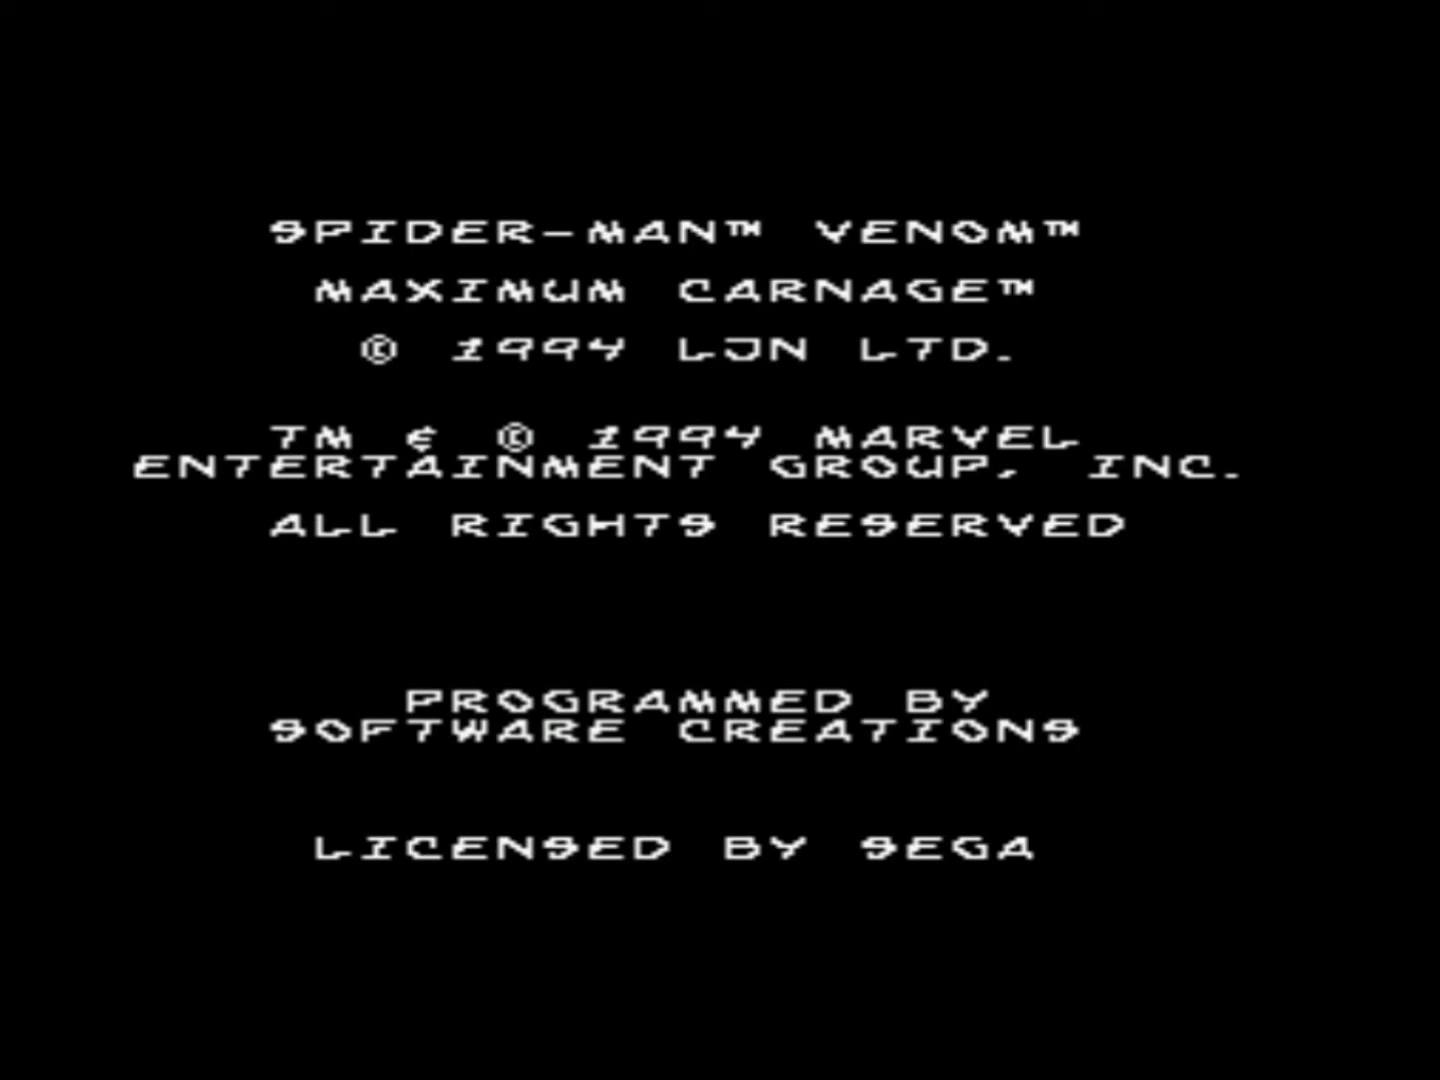 SPIDER-MAN™ VENOM™
MAXIMUM CARNAGE™
© 1994 LJN LTD.
TM & © 1994 MARVEL
ENTERTAINMENT GROUP, INC.
ALL RIGHTS RESERVED
PROGRAMMED BY
SOFTWARE CREATIONS
LICENSED BY SEGA